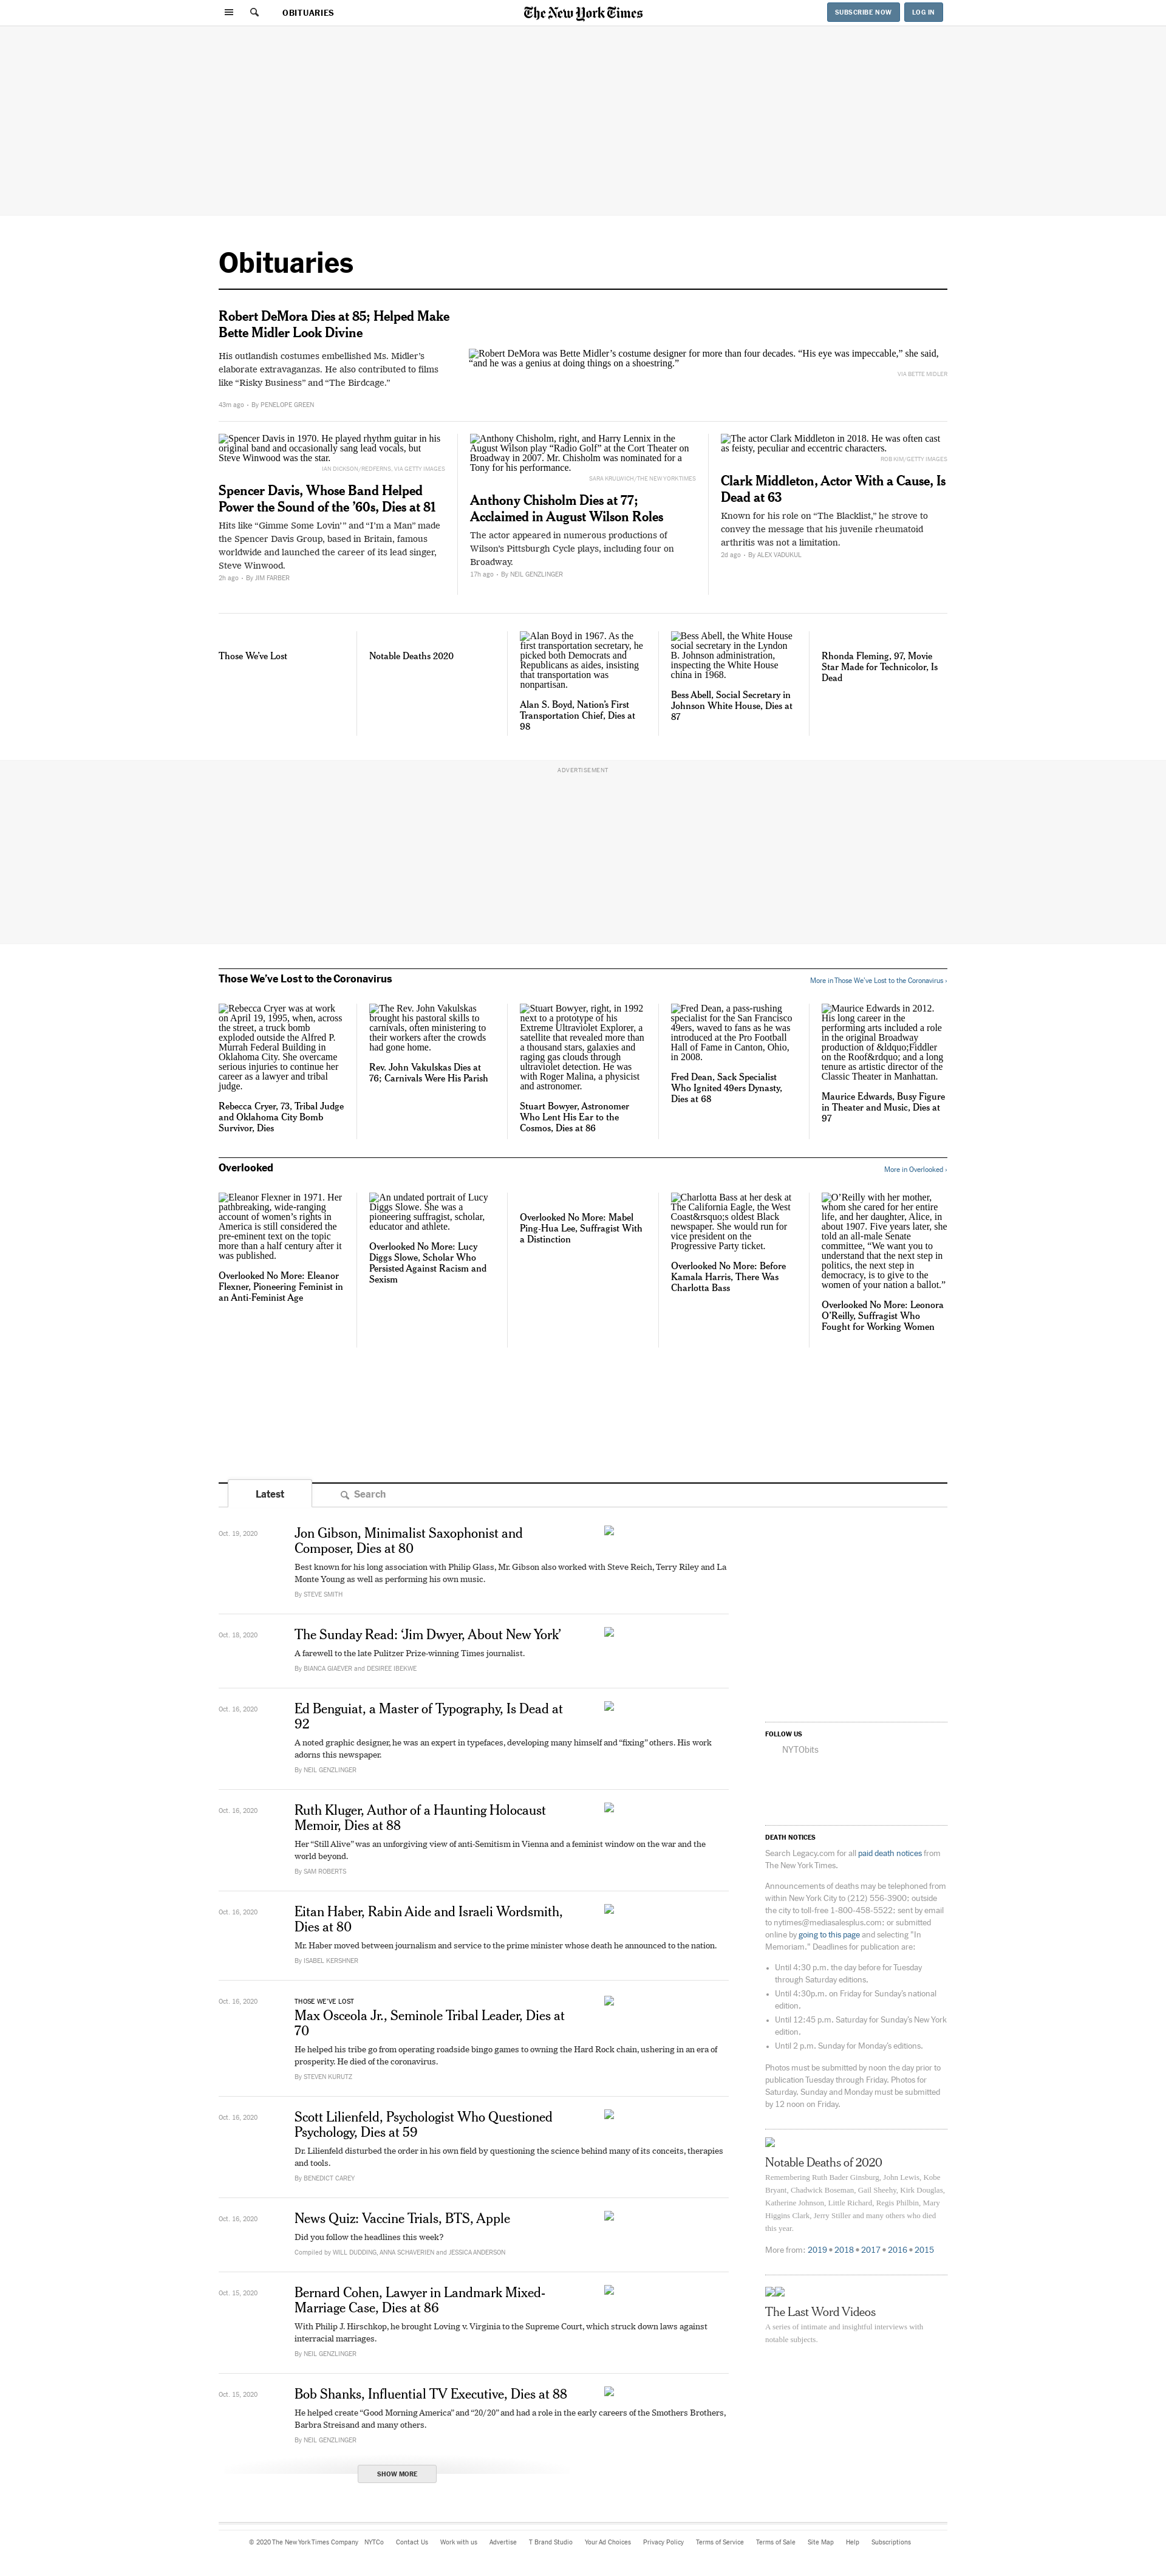 OBITUARIES
The New York Times
SUBSCRIBE NOW
LOG IN
Obituaries
Robert DeMora Dies at 85; Helped Make
Bette Midler Look Divine
His outlandish costumes embellished Ms. Midler’s
elaborate extravaganzas. He also contributed to films
like “Risky Business” and “The Birdcage.”
43m ago • By PENELOPE GREEN
Robert DeMora was Bette Midler’s costume designer for more than four decades. “His eye was impeccable,” she said,
“and he was a genius at doing things on a shoestring.”
VIA BETTE MIDLER
Spencer Davis in 1970. He played rhythm guitar in his
original band and occasionally sang lead vocals, but
Steve Winwood was the star.
IAN DICKSON/REDFERNS, VIA GETTY IMAGES
Spencer Davis, Whose Band Helped
Power the Sound of the ’60s, Dies at 81
Hits like “Gimme Some Lovin’ ” and “I’m a Man” made
the Spencer Davis Group, based in Britain, famous
worldwide and launched the career of its lead singer,
Steve Winwood.
2h ago • By JIM FARBER
Anthony Chisholm, right, and Harry Lennix in the
August Wilson play “Radio Golf” at the Cort Theater on
Broadway in 2007. Mr. Chisholm was nominated for a
Tony for his performance.
SARA KRULWICH/THE NEW YORK TIMES
Anthony Chisholm Dies at 77;
Acclaimed in August Wilson Roles
The actor appeared in numerous productions of
Wilson’s Pittsburgh Cycle plays, including four on
Broadway.
17h ago • By NEIL GENZLINGER
The actor Clark Middleton in 2018. He was often cast
as feisty, peculiar and eccentric characters.
ROB KIM/GETTY IMAGES
Clark Middleton, Actor With a Cause, Is
Dead at 63
Known for his role on “The Blacklist,” he strove to
convey the message that his juvenile rheumatoid
arthritis was not a limitation.
2d ago • By ALEX VADUKUL
Those We’ve Lost
Notable Deaths 2020
Alan Boyd in 1967. As the
first transportation secretary, he
picked both Democrats and
Republicans as aides, insisting
that transportation was
nonpartisan.
Alan S. Boyd, Nation’s First
Transportation Chief, Dies at
98
Bess Abell, the White House
social secretary in the Lyndon
B. Johnson administration,
inspecting the White House
china in 1968.
Bess Abell, Social Secretary in
Johnson White House, Dies at
87
Rhonda Fleming, 97, Movie
Star Made for Technicolor, Is
Dead
ADVERTISEMENT
Those We’ve Lost to the Coronavirus
More in Those We’ve Lost to the Coronavirus ›
Rebecca Cryer was at work
on April 19, 1995, when, across
the street, a truck bomb
exploded outside the Alfred P.
Murrah Federal Building in
Oklahoma City. She overcame
serious injuries to continue her
career as a lawyer and tribal
judge.
Rebecca Cryer, 73, Tribal Judge
and Oklahoma City Bomb
Survivor, Dies
The Rev. John Vakulskas
brought his pastoral skills to
carnivals, often ministering to
their workers after the crowds
had gone home.
Rev. John Vakulskas Dies at
76; Carnivals Were His Parish
Stuart Bowyer, right, in 1992
next to a prototype of his
Extreme Ultraviolet Explorer, a
satellite that revealed more than
a thousand stars, galaxies and
raging gas clouds through
ultraviolet detection. He was
with Roger Malina, a physicist
and astronomer.
Stuart Bowyer, Astronomer
Who Lent His Ear to the
Cosmos, Dies at 86
Fred Dean, a pass-rushing
specialist for the San Francisco
49ers, waved to fans as he was
introduced at the Pro Football
Hall of Fame in Canton, Ohio,
in 2008.
Fred Dean, Sack Specialist
Who Ignited 49ers Dynasty,
Dies at 68
Maurice Edwards in 2012.
His long career in the
performing arts included a role
in the original Broadway
production of &ldquo;Fiddler
on the Roof&rdquo; and a long
tenure as artistic director of the
Classic Theater in Manhattan.
Maurice Edwards, Busy Figure
in Theater and Music, Dies at
97
Overlooked
More in Overlooked ›
Eleanor Flexner in 1971. Her
pathbreaking, wide-ranging
account of women’s rights in
America is still considered the
pre-eminent text on the topic
more than a half century after it
was published.
Overlooked No More: Eleanor
Flexner, Pioneering Feminist in
an Anti-Feminist Age
An undated portrait of Lucy
Diggs Slowe. She was a
pioneering suffragist, scholar,
educator and athlete.
Overlooked No More: Lucy
Diggs Slowe, Scholar Who
Persisted Against Racism and
Sexism
Overlooked No More: Mabel
Ping-Hua Lee, Suffragist With
a Distinction
Charlotta Bass at her desk at
The California Eagle, the West
Coast&rsquo;s oldest Black
newspaper. She would run for
vice president on the
Progressive Party ticket.
Overlooked No More: Before
Kamala Harris, There Was
Charlotta Bass
O’Reilly with her mother,
whom she cared for her entire
life, and her daughter, Alice, in
about 1907. Five years later, she
told an all-male Senate
committee, “We want you to
understand that the next step in
politics, the next step in
democracy, is to give to the
women of your nation a ballot.”
Overlooked No More: Leonora
O’Reilly, Suffragist Who
Fought for Working Women
Latest
Search
Oct. 19, 2020
Jon Gibson, Minimalist Saxophonist and
Composer, Dies at 80
Best known for his long association with Philip Glass, Mr. Gibson also worked with Steve Reich, Terry Riley and La
Monte Young as well as performing his own music.
By STEVE SMITH
Oct. 18, 2020
The Sunday Read: ‘Jim Dwyer, About New York’
A farewell to the late Pulitzer Prize-winning Times journalist.
By BIANCA GIAEVER and DESIREE IBEKWE
Oct. 16, 2020
Ed Benguiat, a Master of Typography, Is Dead at
92
A noted graphic designer, he was an expert in typefaces, developing many himself and “fixing” others. His work
adorns this newspaper.
By NEIL GENZLINGER
Oct. 16, 2020
Ruth Kluger, Author of a Haunting Holocaust
Memoir, Dies at 88
Her “Still Alive” was an unforgiving view of anti-Semitism in Vienna and a feminist window on the war and the
world beyond.
By SAM ROBERTS
Oct. 16, 2020
Eitan Haber, Rabin Aide and Israeli Wordsmith,
Dies at 80
Mr. Haber moved between journalism and service to the prime minister whose death he announced to the nation.
By ISABEL KERSHNER
Oct. 16, 2020
THOSE WE’VE LOST
Max Osceola Jr., Seminole Tribal Leader, Dies at
70
He helped his tribe go from operating roadside bingo games to owning the Hard Rock chain, ushering in an era of
prosperity. He died of the coronavirus.
By STEVEN KURUTZ
Oct. 16, 2020
Scott Lilienfeld, Psychologist Who Questioned
Psychology, Dies at 59
Dr. Lilienfeld disturbed the order in his own field by questioning the science behind many of its conceits, therapies
and tools.
By BENEDICT CAREY
Oct. 16, 2020
News Quiz: Vaccine Trials, BTS, Apple
Did you follow the headlines this week?
Compiled by WILL DUDDING, ANNA SCHAVERIEN and JESSICA ANDERSON
Oct. 15, 2020
Bernard Cohen, Lawyer in Landmark Mixed-
Marriage Case, Dies at 86
With Philip J. Hirschkop, he brought Loving v. Virginia to the Supreme Court, which struck down laws against
interracial marriages.
By NEIL GENZLINGER
Oct. 15, 2020
Bob Shanks, Influential TV Executive, Dies at 88
He helped create “Good Morning America” and “20/20” and had a role in the early careers of the Smothers Brothers,
Barbra Streisand and many others.
By NEIL GENZLINGER
SHOW MORE
FOLLOW US
NYTObits
DEATH NOTICES
Search Legacy.com for all paid death notices from
The New York Times.
Announcements of deaths may be telephoned from
within New York City to (212) 556-3900; outside
the city to toll-free 1-800-458-5522; sent by email
to nytimes@mediasalesplus.com; or submitted
online by going to this page and selecting "In
Memoriam." Deadlines for publication are:
• Until 4:30 p.m. the day before for Tuesday
through Saturday editions.
• Until 4:30p.m. on Friday for Sunday’s national
edition.
• Until 12:45 p.m. Saturday for Sunday’s New York
edition.
• Until 2 p.m. Sunday for Monday’s editions.
Photos must be submitted by noon the day prior to
publication Tuesday through Friday. Photos for
Saturday, Sunday and Monday must be submitted
by 12 noon on Friday.
Notable Deaths of 2020
Remembering Ruth Bader Ginsburg, John Lewis, Kobe
Bryant, Chadwick Boseman, Gail Sheehy, Kirk Douglas,
Katherine Johnson, Little Richard, Regis Philbin, Mary
Higgins Clark, Jerry Stiller and many others who died
this year.
More from: 2019 • 2018 • 2017 • 2016 • 2015
The Last Word Videos
A series of intimate and insightful interviews with
notable subjects.
© 2020 The New York Times Company NYTCo Contact Us Work with us Advertise T Brand Studio Your Ad Choices Privacy Policy Terms of Service Terms of Sale Site Map Help Subscriptions